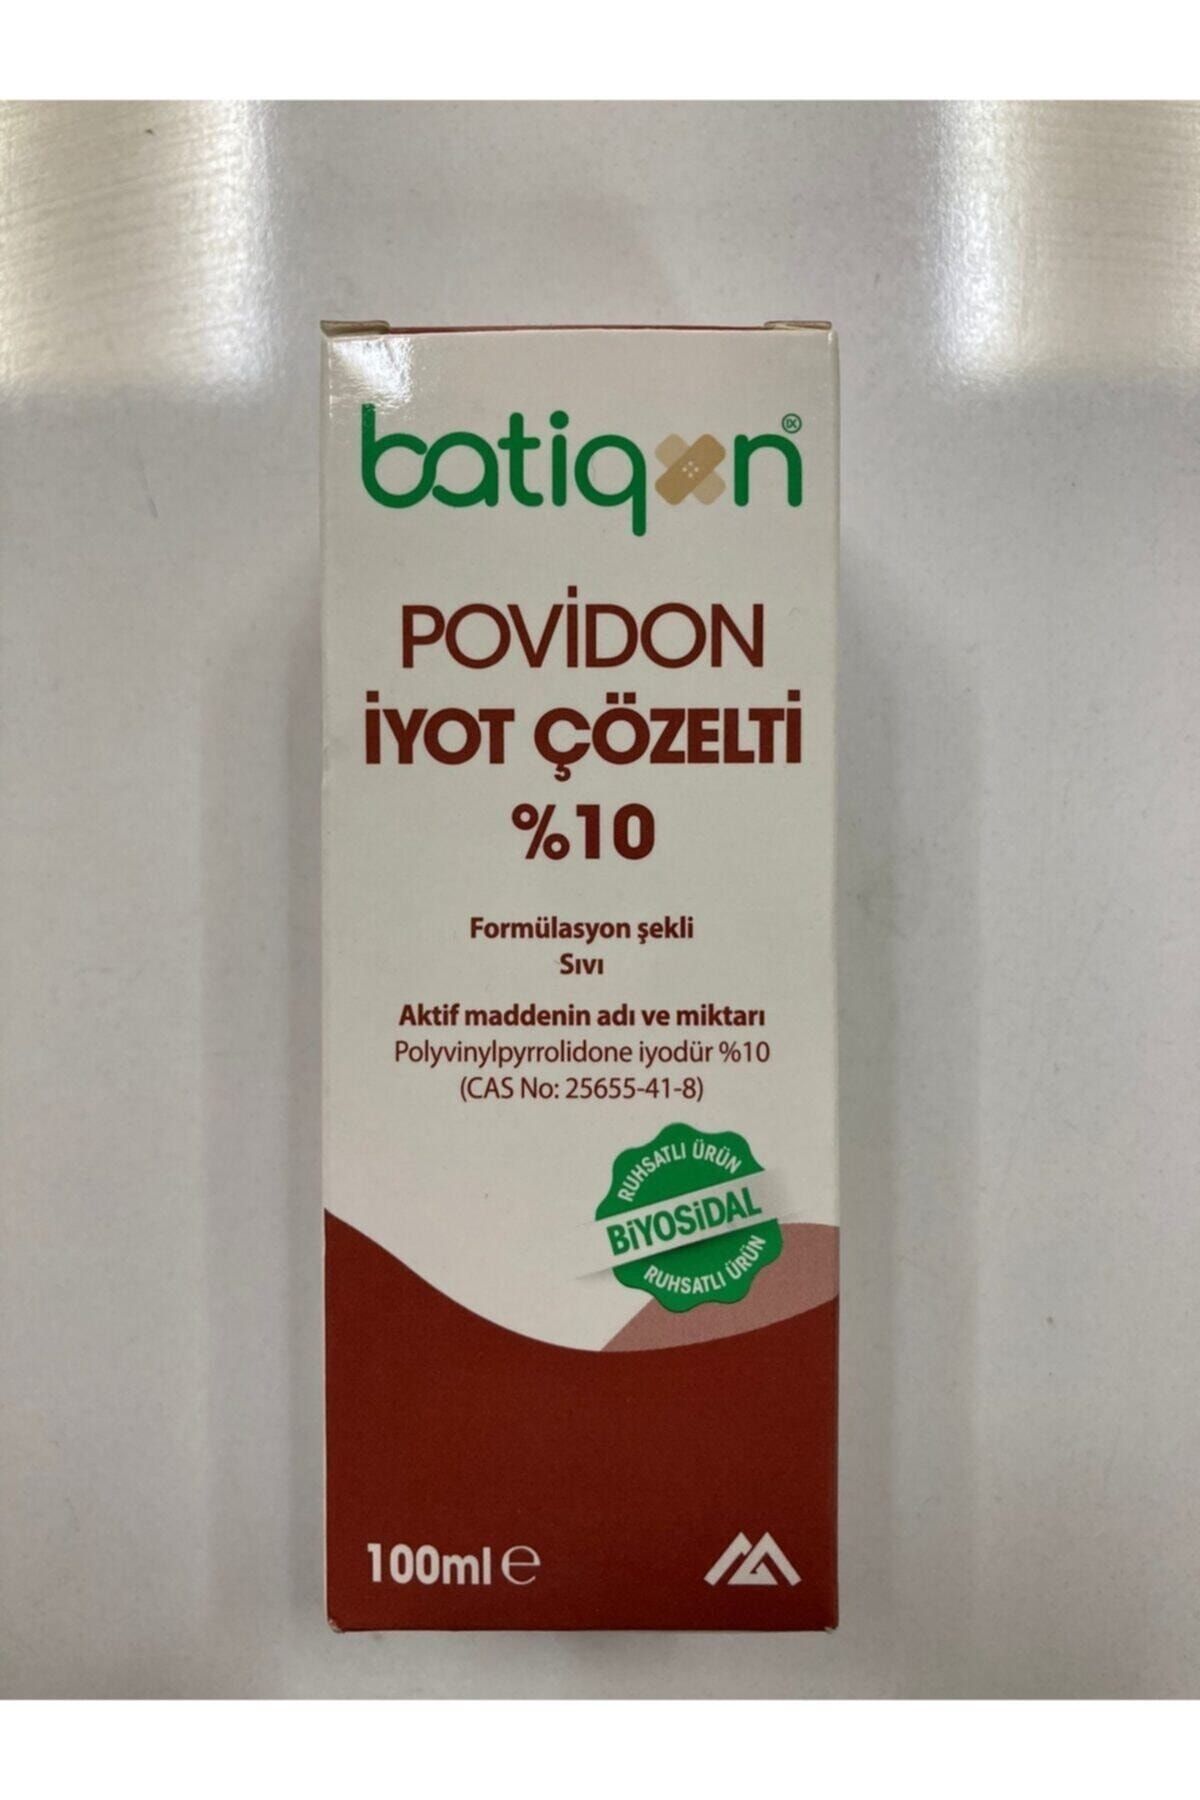 batiqon
POVİDON
İYOT ÇÖZELTİ
%10
Formülasyon şekli
Sıvı
Aktif maddenin adı ve miktarı
Polyvinylpyrrolidone iyodür %10
(CAS No: 25655-41-8)
RUHSATLI ÜRÜN
BİYOSİDAL
RUHSATLI ÜRÜN
100ml e